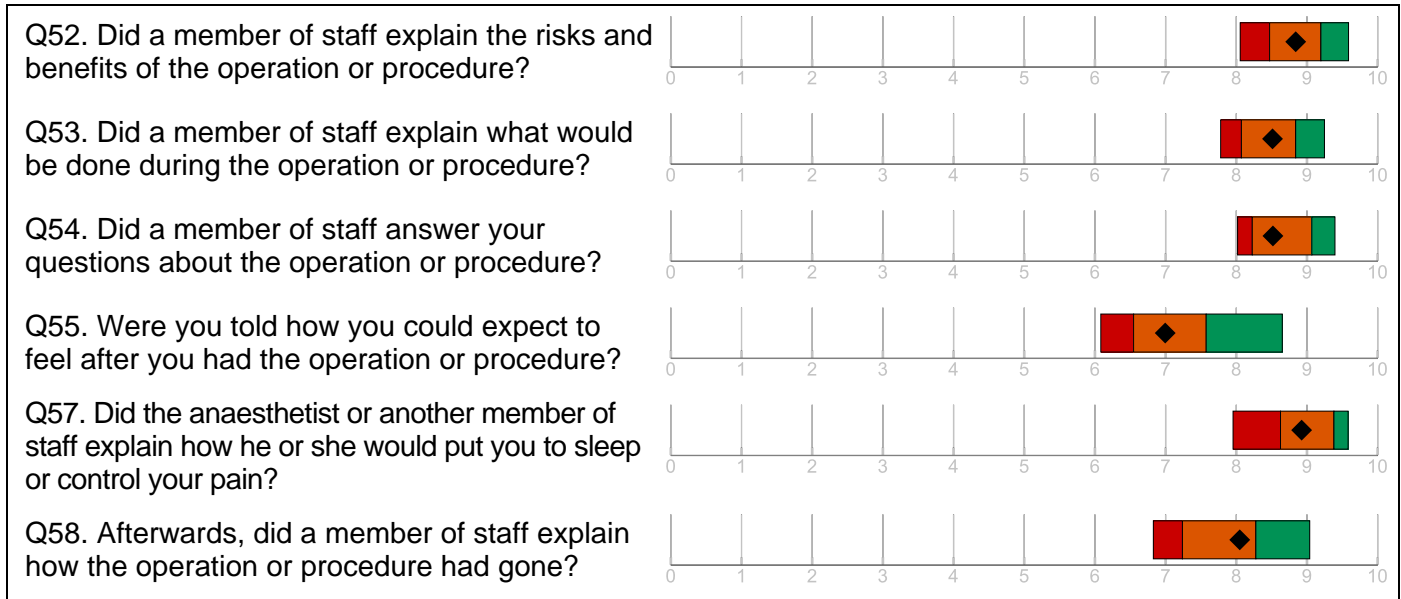 Q52. Did a member of staff explain the risks and
benefits of the operation or procedure?
0 1 2 3 4 5 6 7 8 9 10
Q53. Did a member of staff explain what would
be done during the operation or procedure?
0 1 2 3 4 5 6 7 8 9 10
Q54. Did a member of staff answer your
questions about the operation or procedure?
0 1 2 3 4 5 6 7 8 9 10
Q55. Were you told how you could expect to
feel after you had the operation or procedure?
0 1 2 3 4 5 6 7 8 9 10
Q57. Did the anaesthetist or another member of
staff explain how he or she would put you to sleep
or control your pain?
0 1 2 3 4 5 6 7 8 9 10
Q58. Afterwards, did a member of staff explain
how the operation or procedure had gone?
0 1 2 3 4 5 6 7 8 9 10